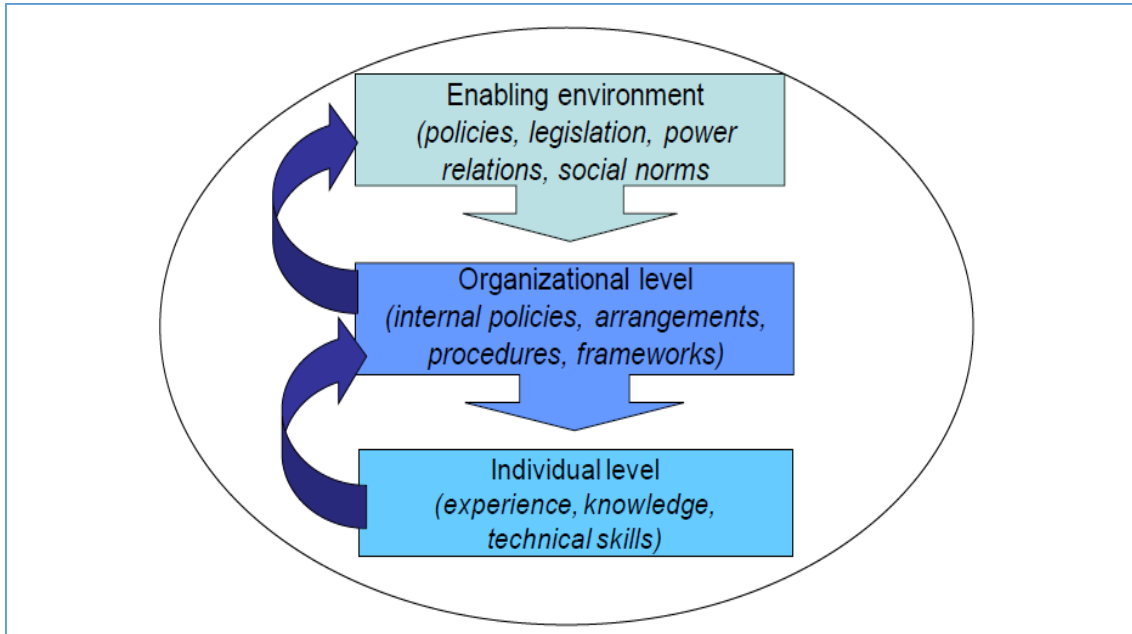 Enabling environment
(policies, legislation, power
relations, social norms
Organizational level
(internal policies, arrangements,
procedures, frameworks)
Individual level
(experience, knowledge,
technical skills)